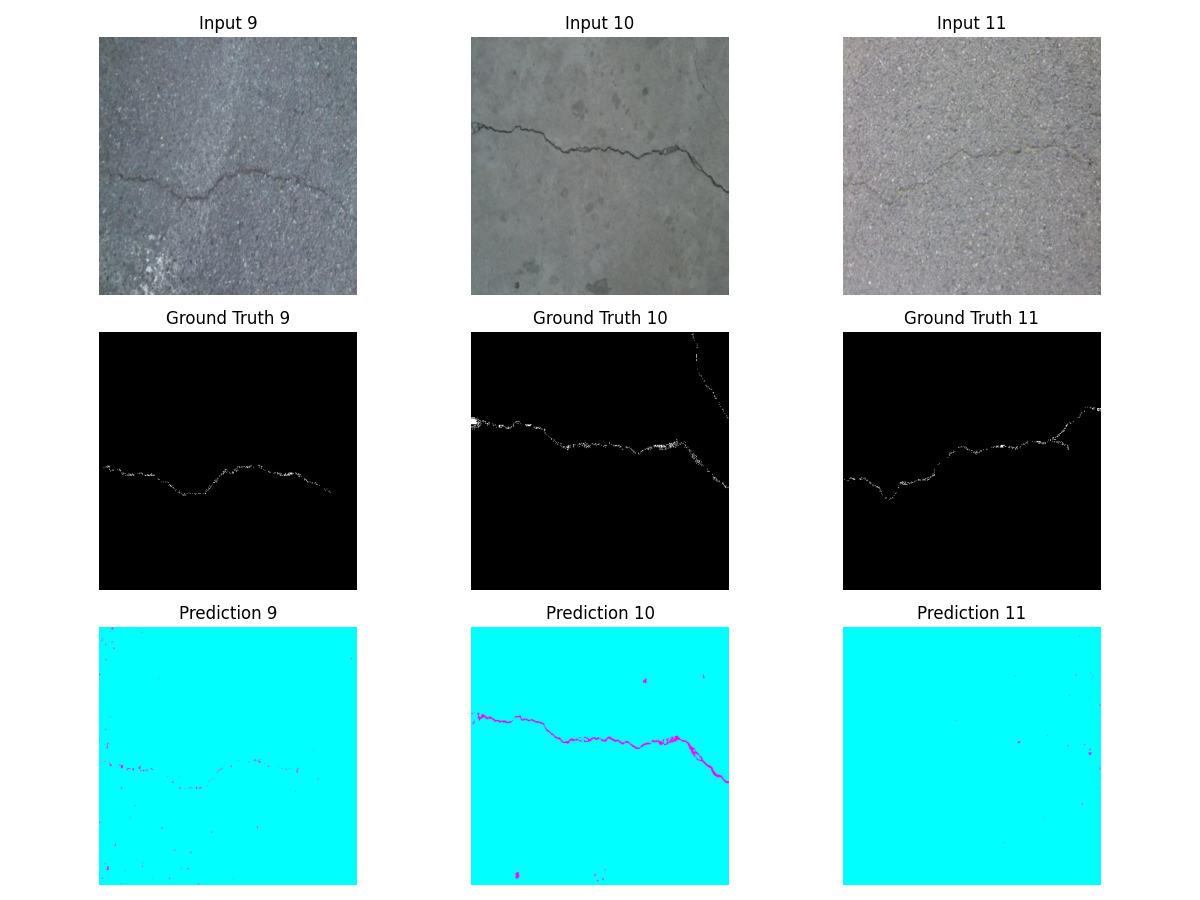 Input 9
Input 10
Input 11
Ground Truth 9
Ground Truth 10
Ground Truth 11
Prediction 9
Prediction 10
Prediction 11